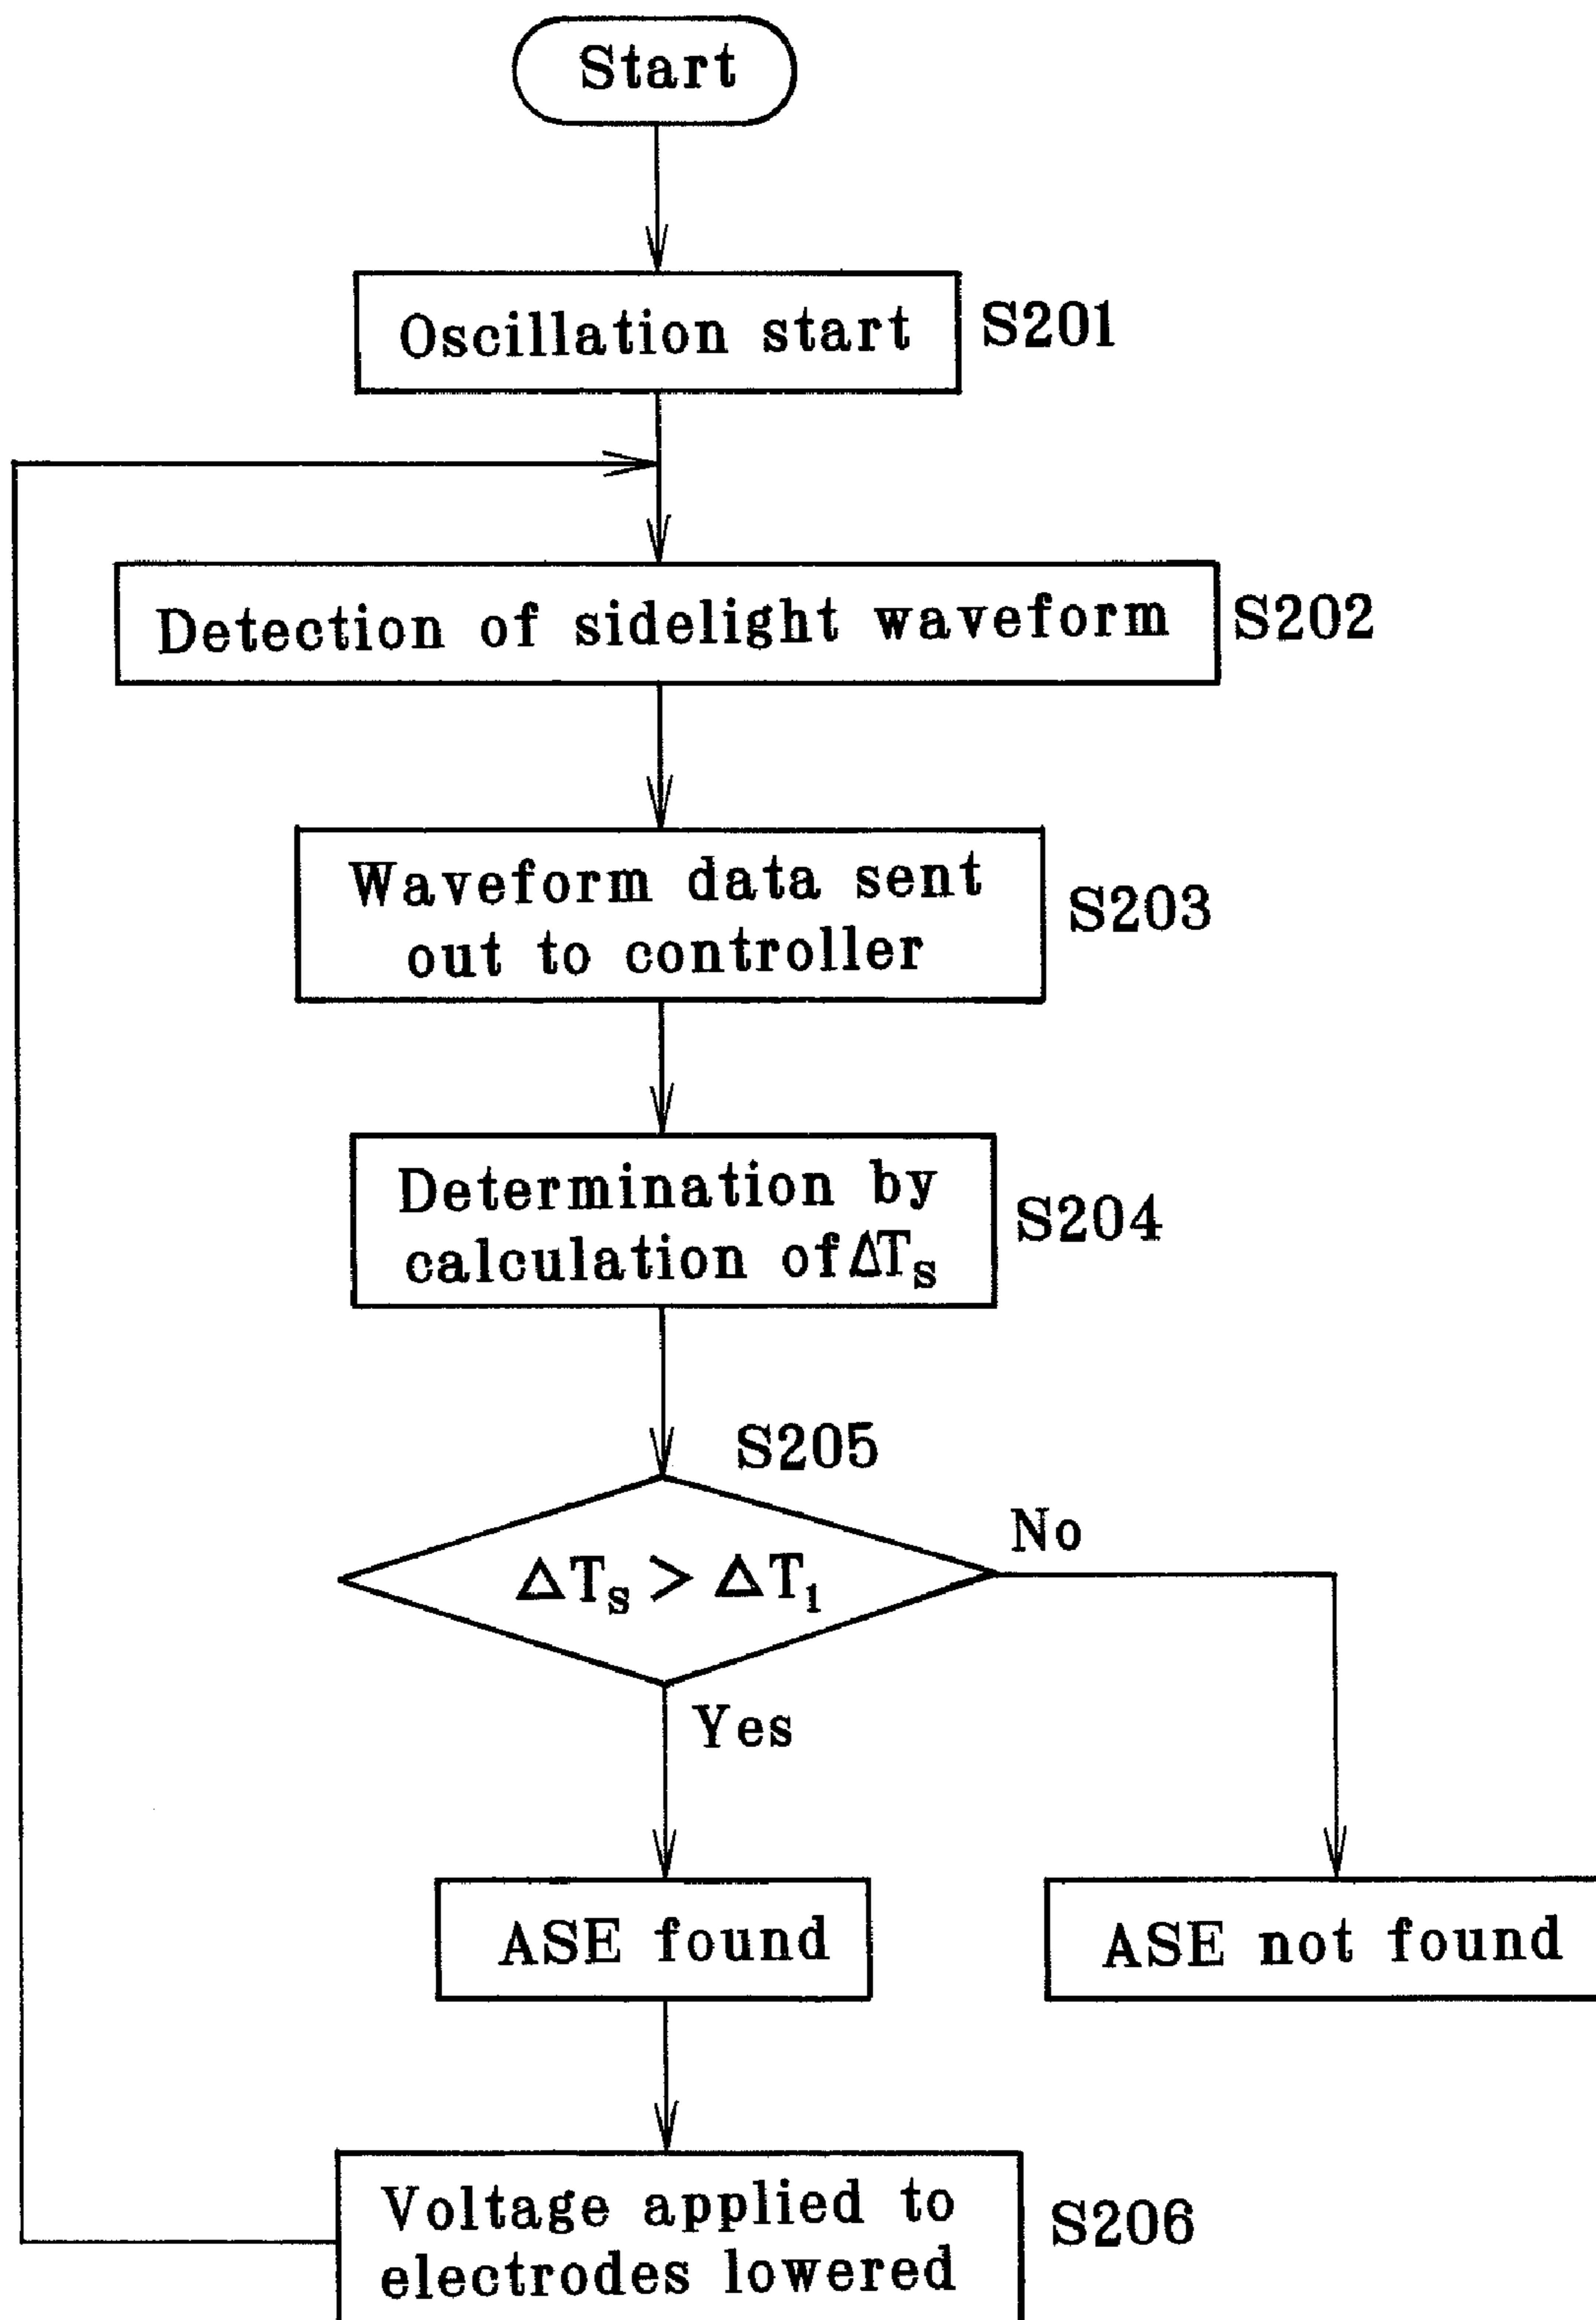 Start
Oscillation start
S201
Detection of sidelight waveform
S202
Waveform data sent
out to controller
S203
Determination by
calculation of ΔTs
S204
S205
ΔTs > ΔT1
No
Yes
ASE found
ASE not found
Voltage applied to
electrodes lowered
S206